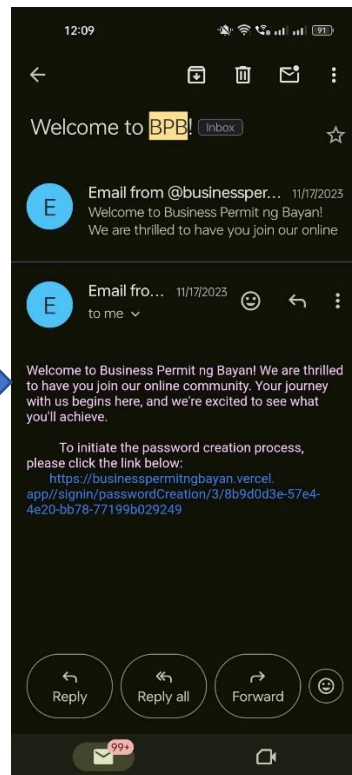 12:09
91
Welcome to BPB! Inbox
E
Email from @businessper... 11/17/2023
Welcome to Business Permit ng Bayan!
We are thrilled to have you join our online
E
Email fro... 11/17/2023
to me
Welcome to Business Permit ng Bayan! We are thrilled
to have you join our online community. Your journey
with us begins here, and we're excited to see what
you'll achieve.
To initiate the password creation process,
please click the link below:
https://businesspermitngbayan.vercel.
app//signin/passwordCreation/3/8b9d0d3e-57e4-
4e20-bb78-77199b029249
Reply
Reply all
Forward
99+